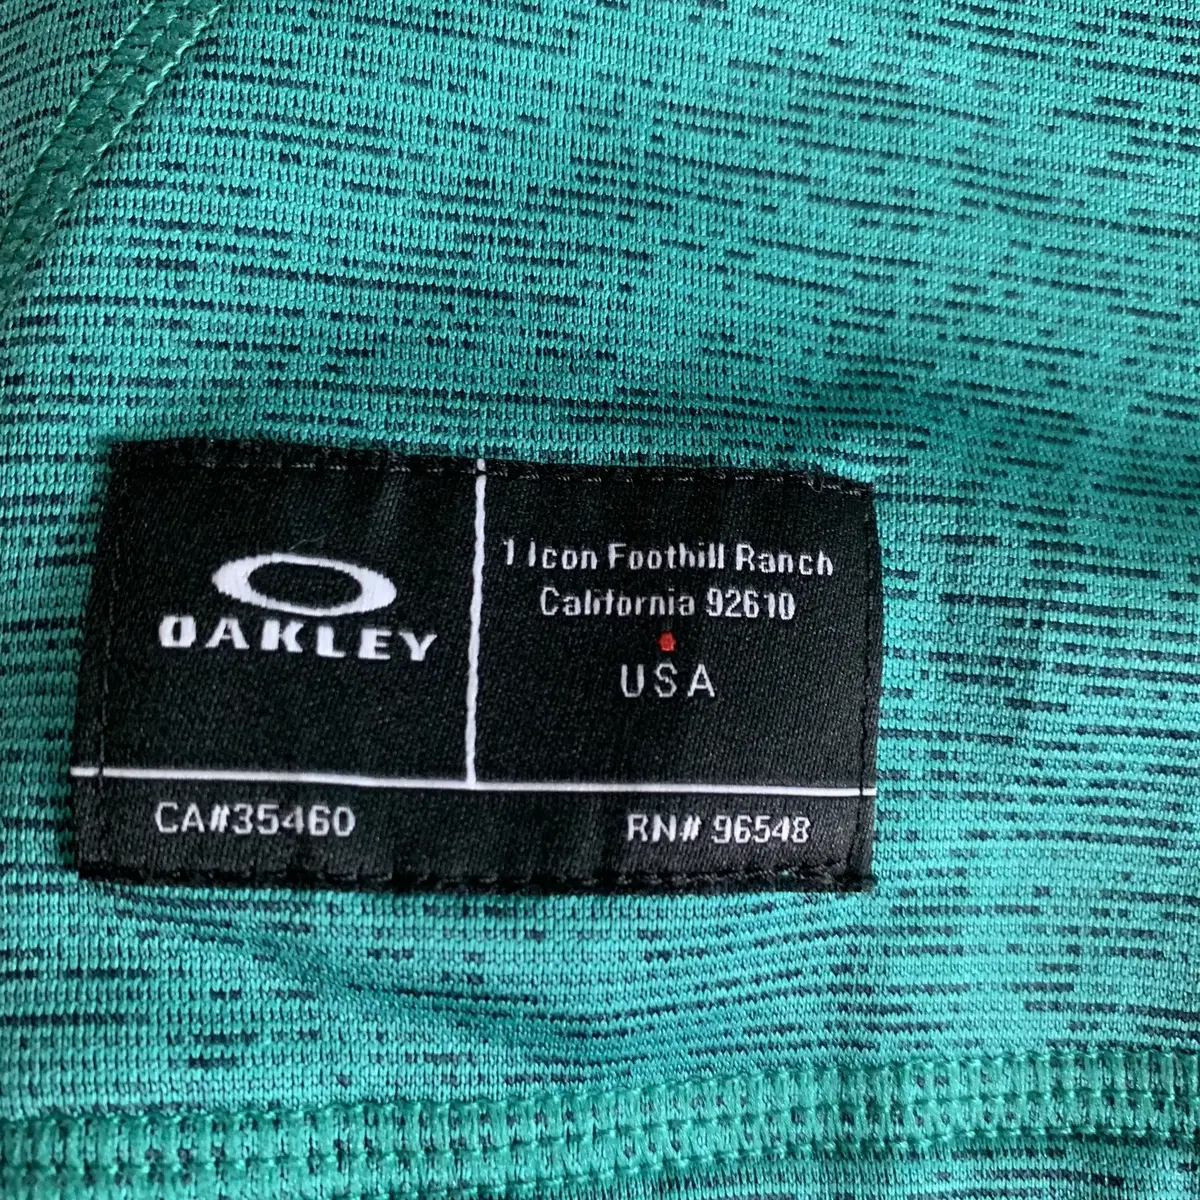 OAKLEY
1 Icon Foothill Ranch
California 92610
USA
CA#35460
RN# 96548